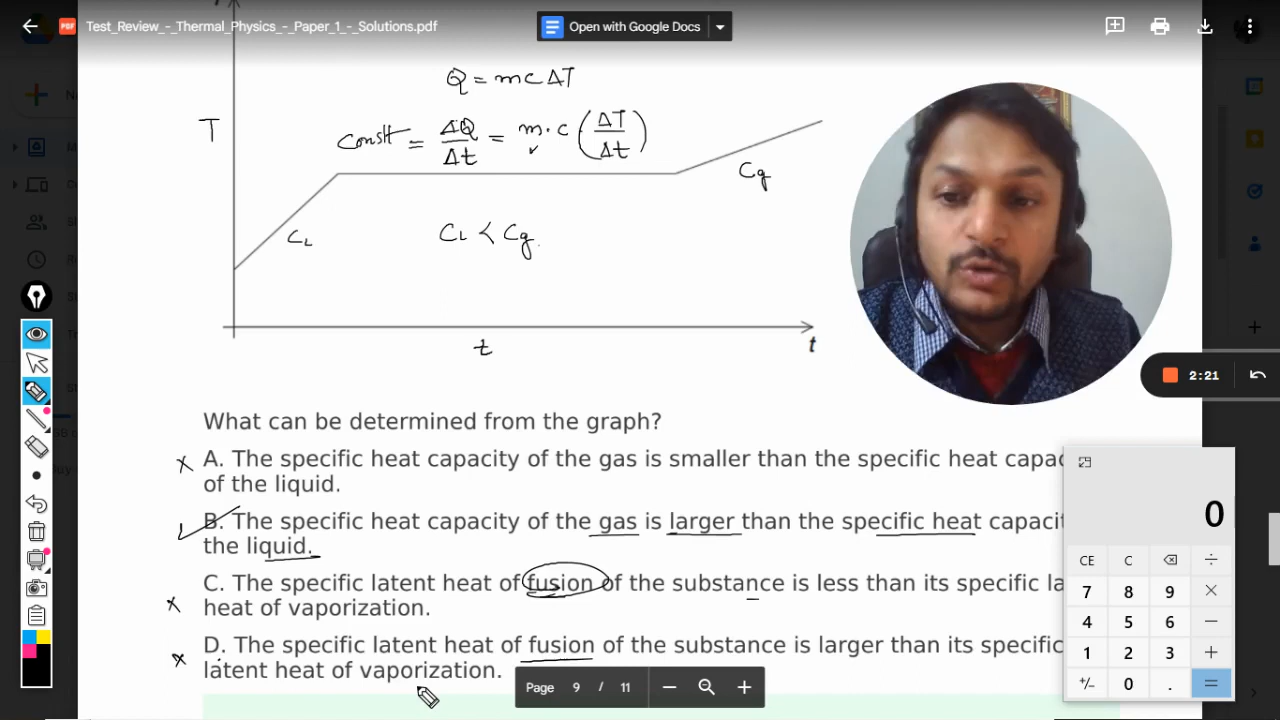 Test_Review_-_Thermal_Physics_-_Paper_1_-_Solutions.pdf
PDF
Open with Google Docs
Q = mcΔT
T
const = ΔQ/Δt = m·c (ΔT/Δt)
Cg
CL
CL < Cg
t
t
2:21
What can be determined from the graph?
x A. The specific heat capacity of the gas is smaller than the specific heat capac
of the liquid.
B. The specific heat capacity of the gas is larger than the specific heat capacit
the liquid.
x C. The specific latent heat of fusion of the substance is less than its specific la
heat of vaporization.
x D. The specific latent heat of fusion of the substance is larger than its specific
latent heat of vaporization.
Page 9 / 11
0
CE C ÷
7 8 9 ×
4 5 6 −
1 2 3 +
+/- 0 . =